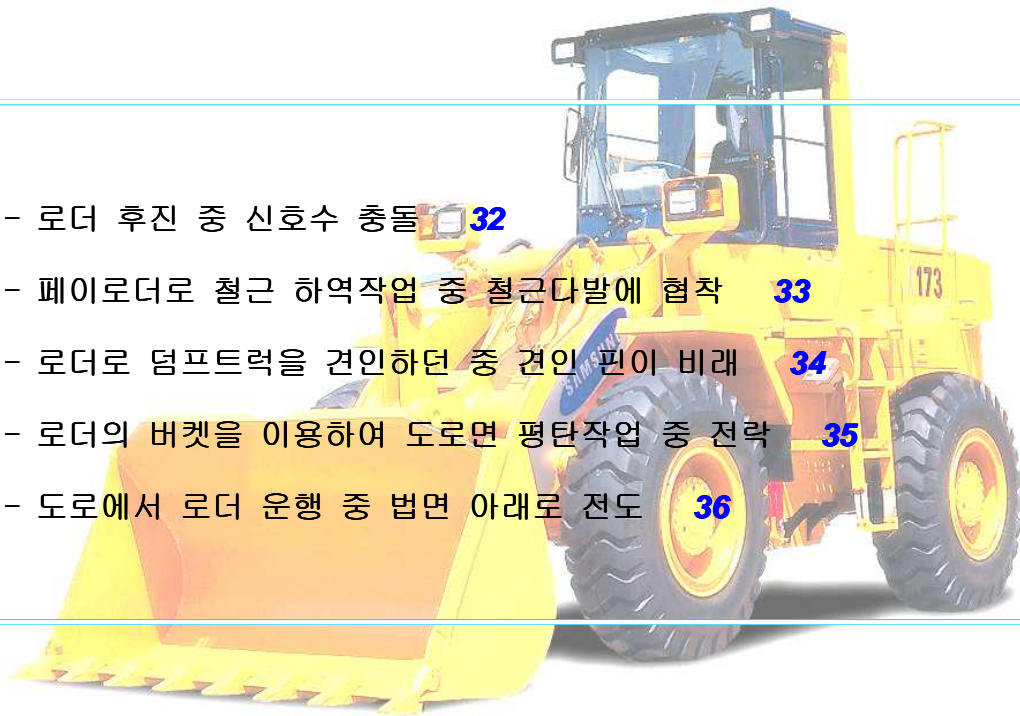 - 로더 후진 중 신호수 충돌 32
- 페이로더로 철근 하역작업 중 철근다발에 협착 33
- 로더로 덤프트럭을 견인하던 중 견인 핀이 비래 34
- 로더의 버켓을 이용하여 도로면 평탄작업 중 전락 35
- 도로에서 로더 운행 중 법면 아래로 전도 36
173
SAMSUNG